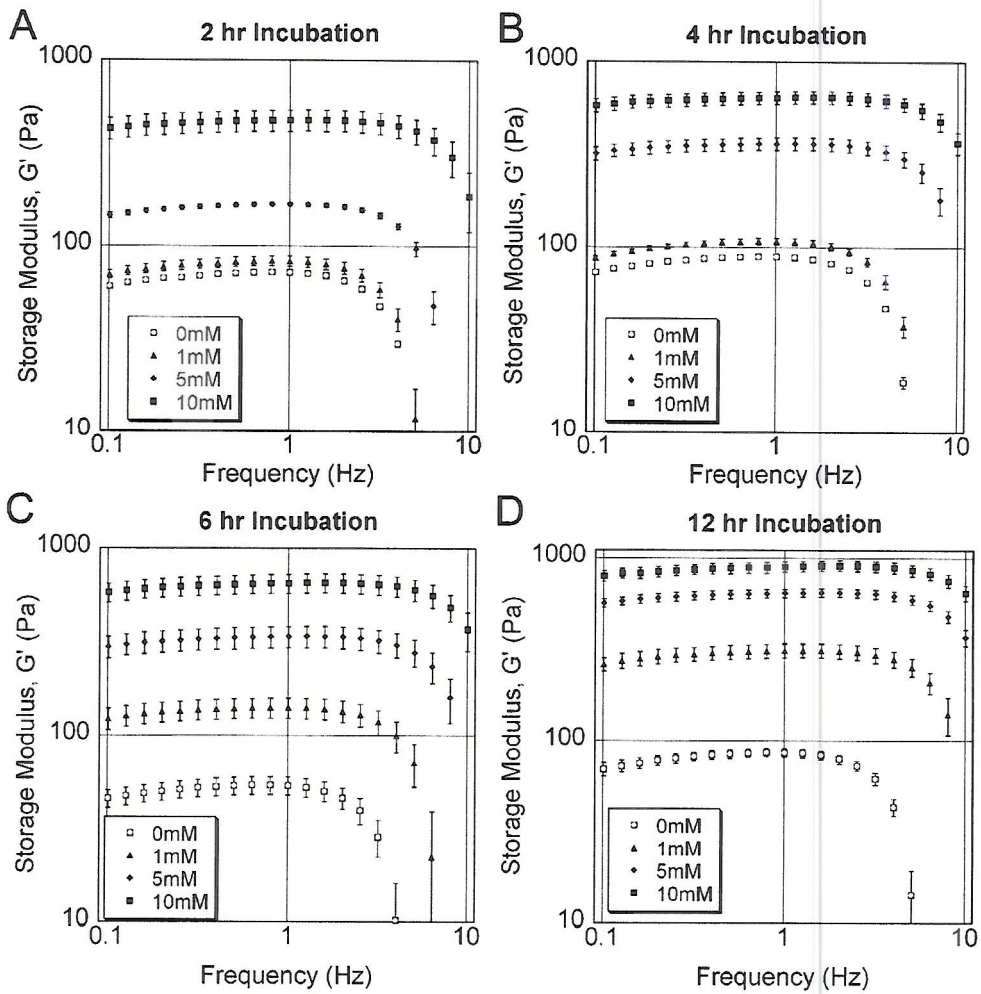 A
2 hr Incubation
1000
100
10
0.1
1
10
Storage Modulus, G' (Pa)
Frequency (Hz)
0mM
1mM
5mM
10mM
B
4 hr Incubation
1000
100
10
0.1
1
10
Storage Modulus, G' (Pa)
Frequency (Hz)
0mM
1mM
5mM
10mM
C
6 hr Incubation
1000
100
10
0.1
1
10
Storage Modulus, G' (Pa)
Frequency (Hz)
0mM
1mM
5mM
10mM
D
12 hr Incubation
1000
100
10
0.1
1
10
Storage Modulus, G' (Pa)
Frequency (Hz)
0mM
1mM
5mM
10mM